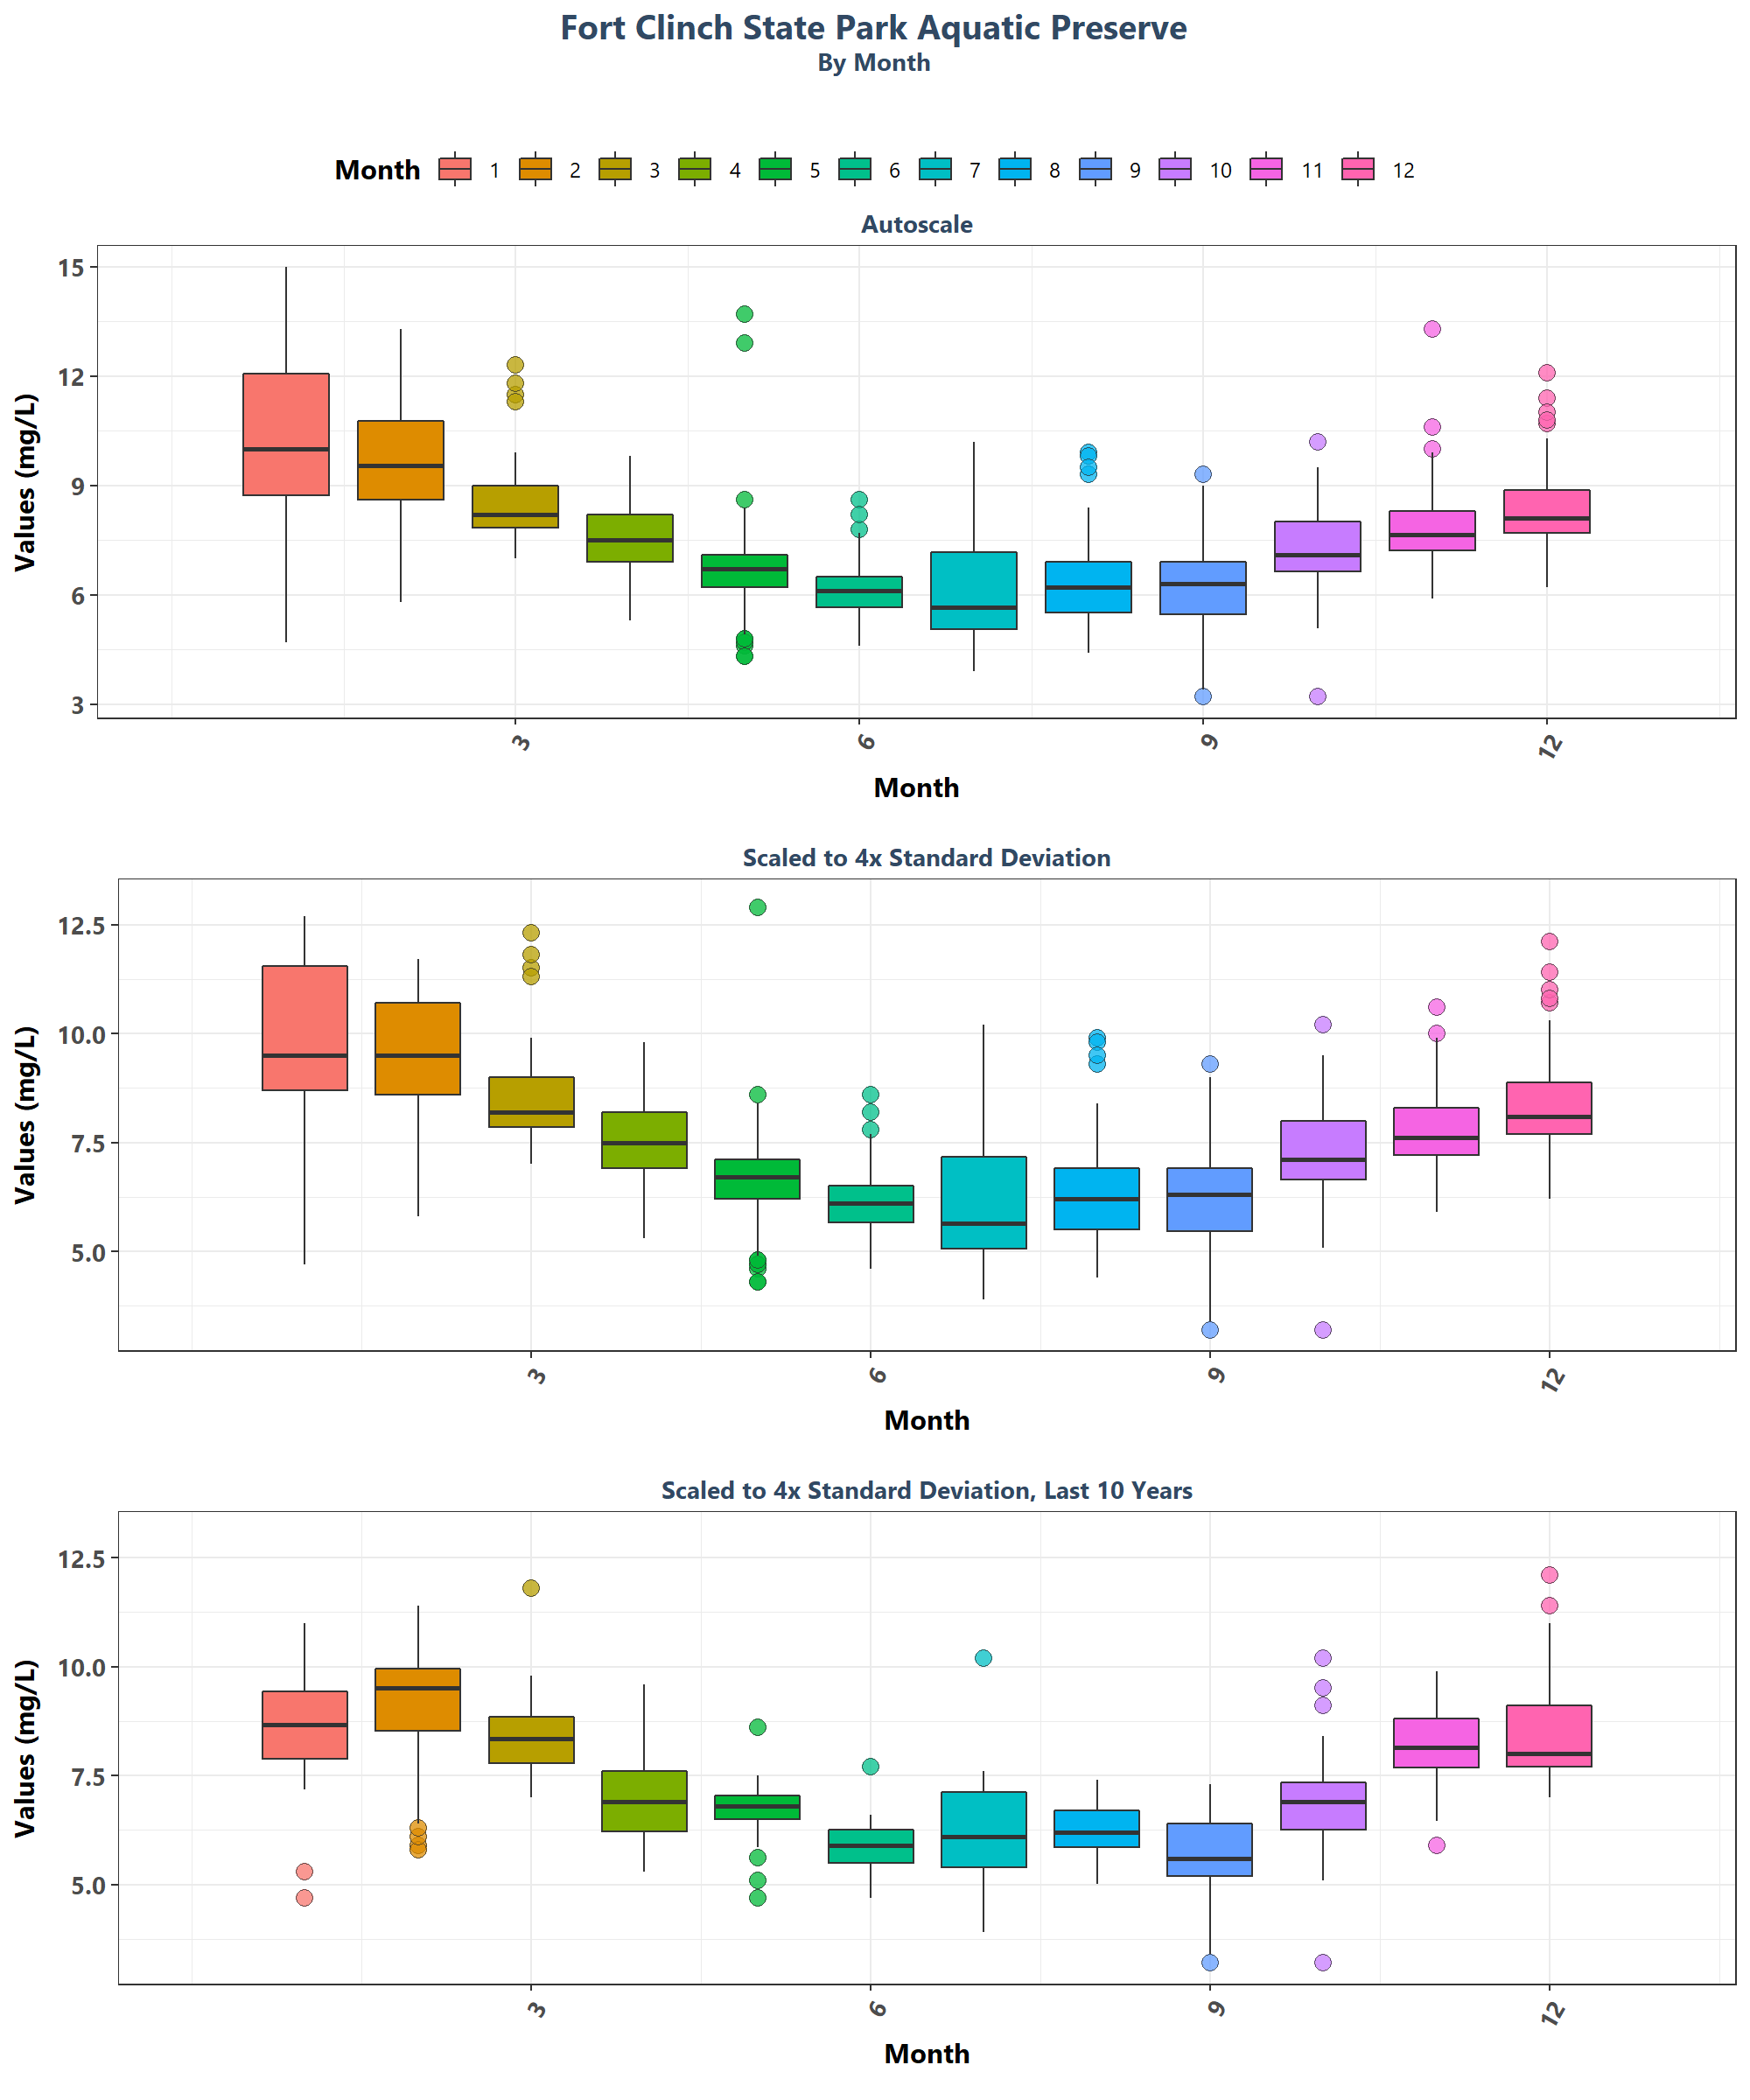 Fort Clinch State Park Aquatic Preserve
By Month
Month 1 2 3 4 5 6 7 8 9 10 11 12
Autoscale
Values (mg/L)
15
12
9
6
3
3 6 9 12
Month
Scaled to 4x Standard Deviation
Values (mg/L)
12.5
10.0
7.5
5.0
3 6 9 12
Month
Scaled to 4x Standard Deviation, Last 10 Years
Values (mg/L)
12.5
10.0
7.5
5.0
3 6 9 12
Month